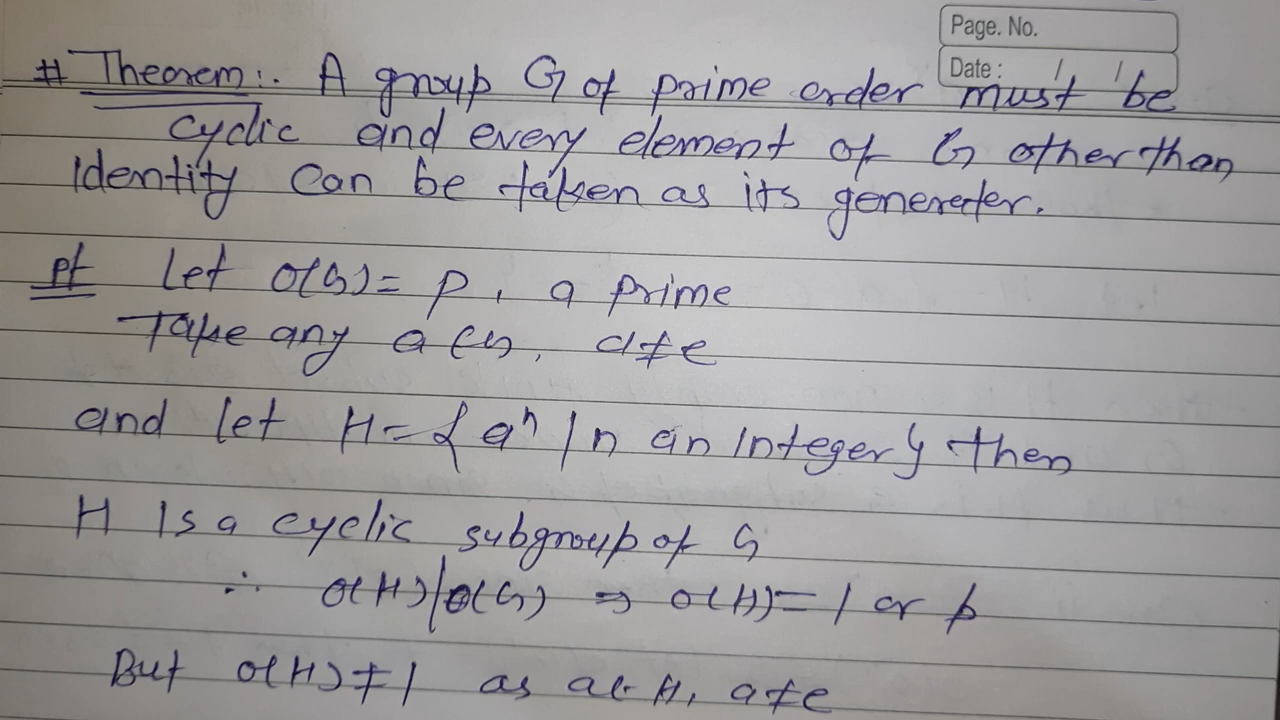 Page. No.
Date : / /
# Theorem:. A group G of prime order must be
cyclic and every element of G other than
Identity can be taken as its genereter.
Pf Let O(G) = p, a prime
Take any a ∈ G, a ≠ e
and let H = { aⁿ | n an Integer } then
H Is a cyclic subgroup of G
∴ O(H) | O(G) ⇒ O(H) = 1 or p
But O(H) ≠ 1 as a ∈ H, a ≠ e